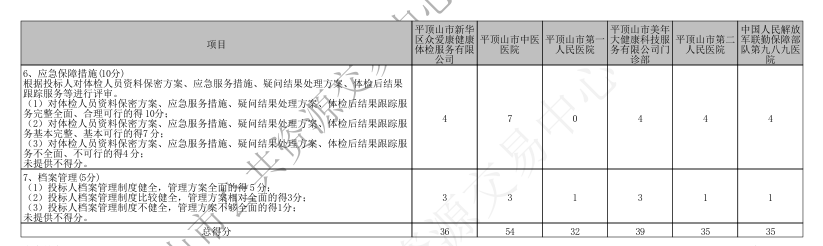 项目
平顶山市新华
区众爱康健康
体检服务有限
公司
平顶山市中医
医院
平顶山市第一
人民医院
平顶山市美年
大健康科技服
务有限公司门
诊部
平顶山市第二
人民医院
中国人民解放
军联勤保障部
队第九八九医
院
6、应急保障措施(10分)
根据投标人对体检人员资料保密方案、应急服务措施、疑问结果处理方案、体检后结果
跟踪服务等进行评审。
（1）对体检人员资料保密方案、应急服务措施、疑问结果处理方案、体检后结果跟踪服
务完整全面、合理可行的得10分；
（2）对体检人员资料保密方案、应急服务措施、疑问结果处理方案、体检后结果跟踪服
务基本完整、基本可行的得7分；
（3）对体检人员资料保密方案、应急服务措施、疑问结果处理方案、体检后结果跟踪服
务不全面、不可行的得4分；
未提供不得分。
4 7 0 4 4 4
7、档案管理(5分)
（1）投标人档案管理制度健全，管理方案全面的得5分；
（2）投标人档案管理制度比较健全，管理方案相对全面的得3分；
（3）投标人档案管理制度不健全，管理方案不够全面的得1分；
未提供不得分。
3 3 1 3 1 1
总得分 36 54 32 39 35 35